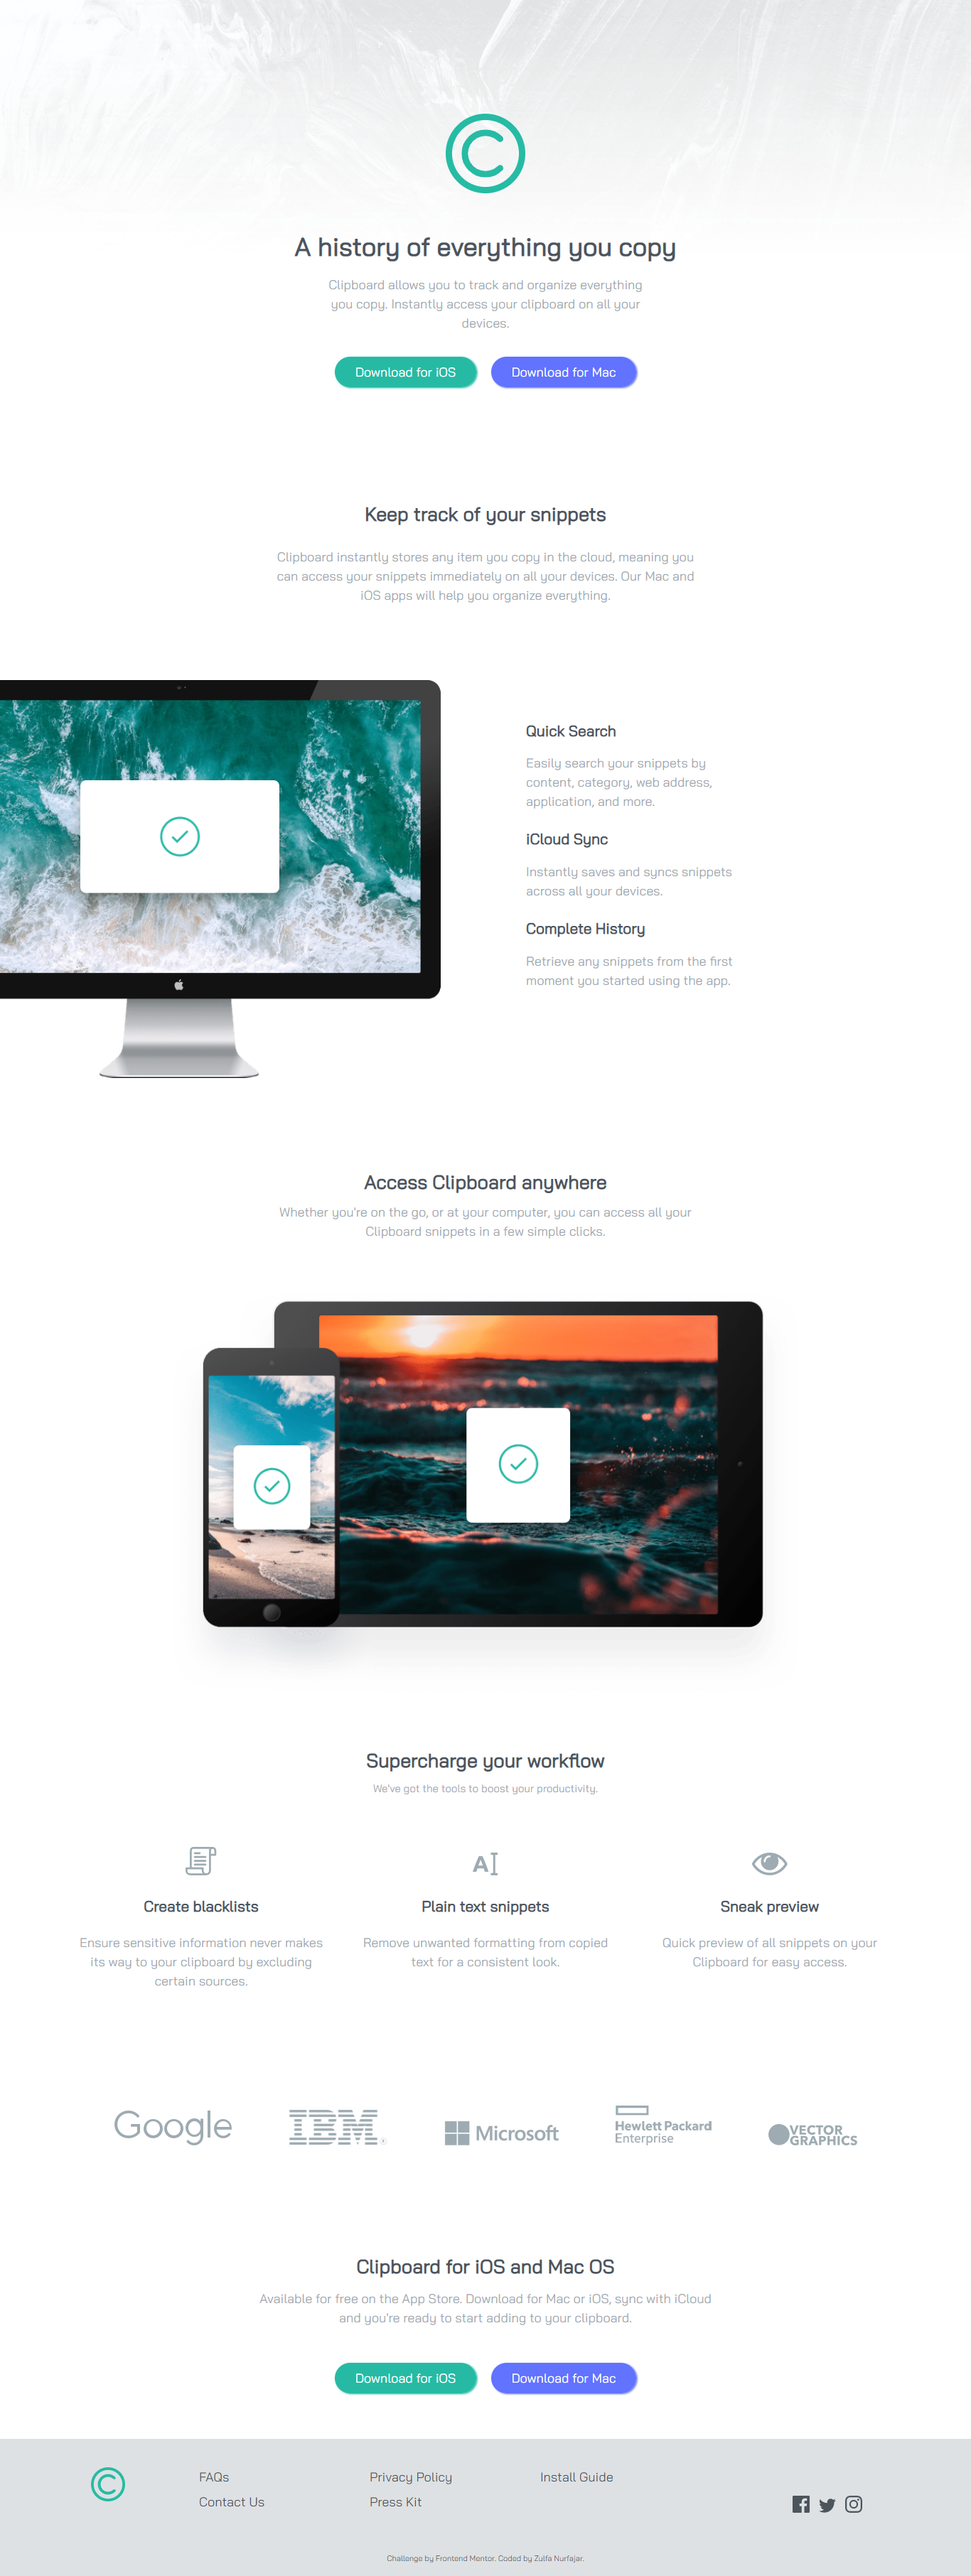 A history of everything you copy
Clipboard allows you to track and organize everything
you copy. Instantly access your clipboard on all your
devices.
Download for iOS
Download for Mac
Keep track of your snippets
Clipboard instantly stores any item you copy in the cloud, meaning you
can access your snippets immediately on all your devices. Our Mac and
iOS apps will help you organize everything.
Quick Search
Easily search your snippets by
content, category, web address,
application, and more.
iCloud Sync
Instantly saves and syncs snippets
across all your devices.
Complete History
Retrieve any snippets from the first
moment you started using the app.
Access Clipboard anywhere
Whether you're on the go, or at your computer, you can access all your
Clipboard snippets in a few simple clicks.
Supercharge your workflow
We've got the tools to boost your productivity.
Create blacklists
Ensure sensitive information never makes
its way to your clipboard by excluding
certain sources.
Plain text snippets
Remove unwanted formatting from copied
text for a consistent look.
Sneak preview
Quick preview of all snippets on your
Clipboard for easy access.
Google
IBM
Microsoft
Hewlett Packard
Enterprise
VECTOR
GRAPHICS
Clipboard for iOS and Mac OS
Available for free on the App Store. Download for Mac or iOS, sync with iCloud
and you're ready to start adding to your clipboard.
Download for iOS
Download for Mac
FAQs
Contact Us
Privacy Policy
Press Kit
Install Guide
Challenge by Frontend Mentor. Coded by Zulfa Nurfajar.